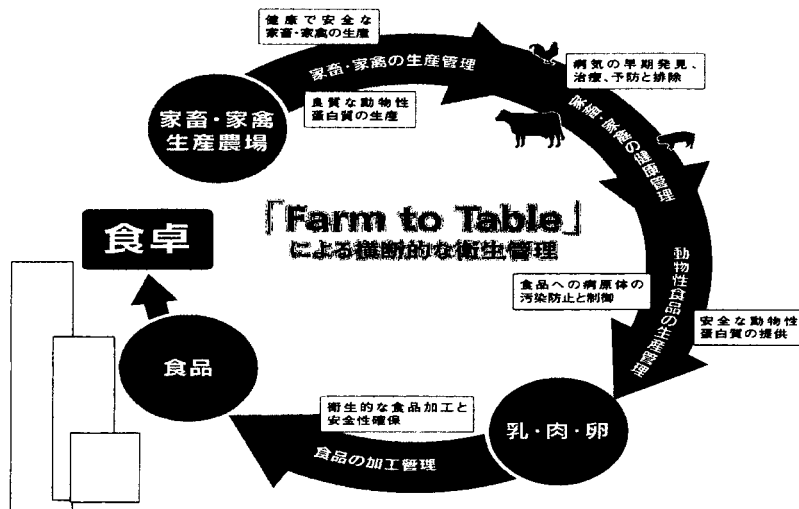 健康で安全な
家畜・家禽の生産
家畜・家禽の生産管理
病気の早期発見、
治療、予防と排除
良質な動物性
蛋白質の生産
家畜・家禽
生産農場
家畜・家禽の健康管理
「Farm to Table」
による横断的な衛生管理
食卓
動物性食品の生産管理
食品への病原体の
汚染防止と制御
安全な動物性
蛋白質の提供
食品
衛生的な食品加工と
安全性確保
乳・肉・卵
食品の加工管理